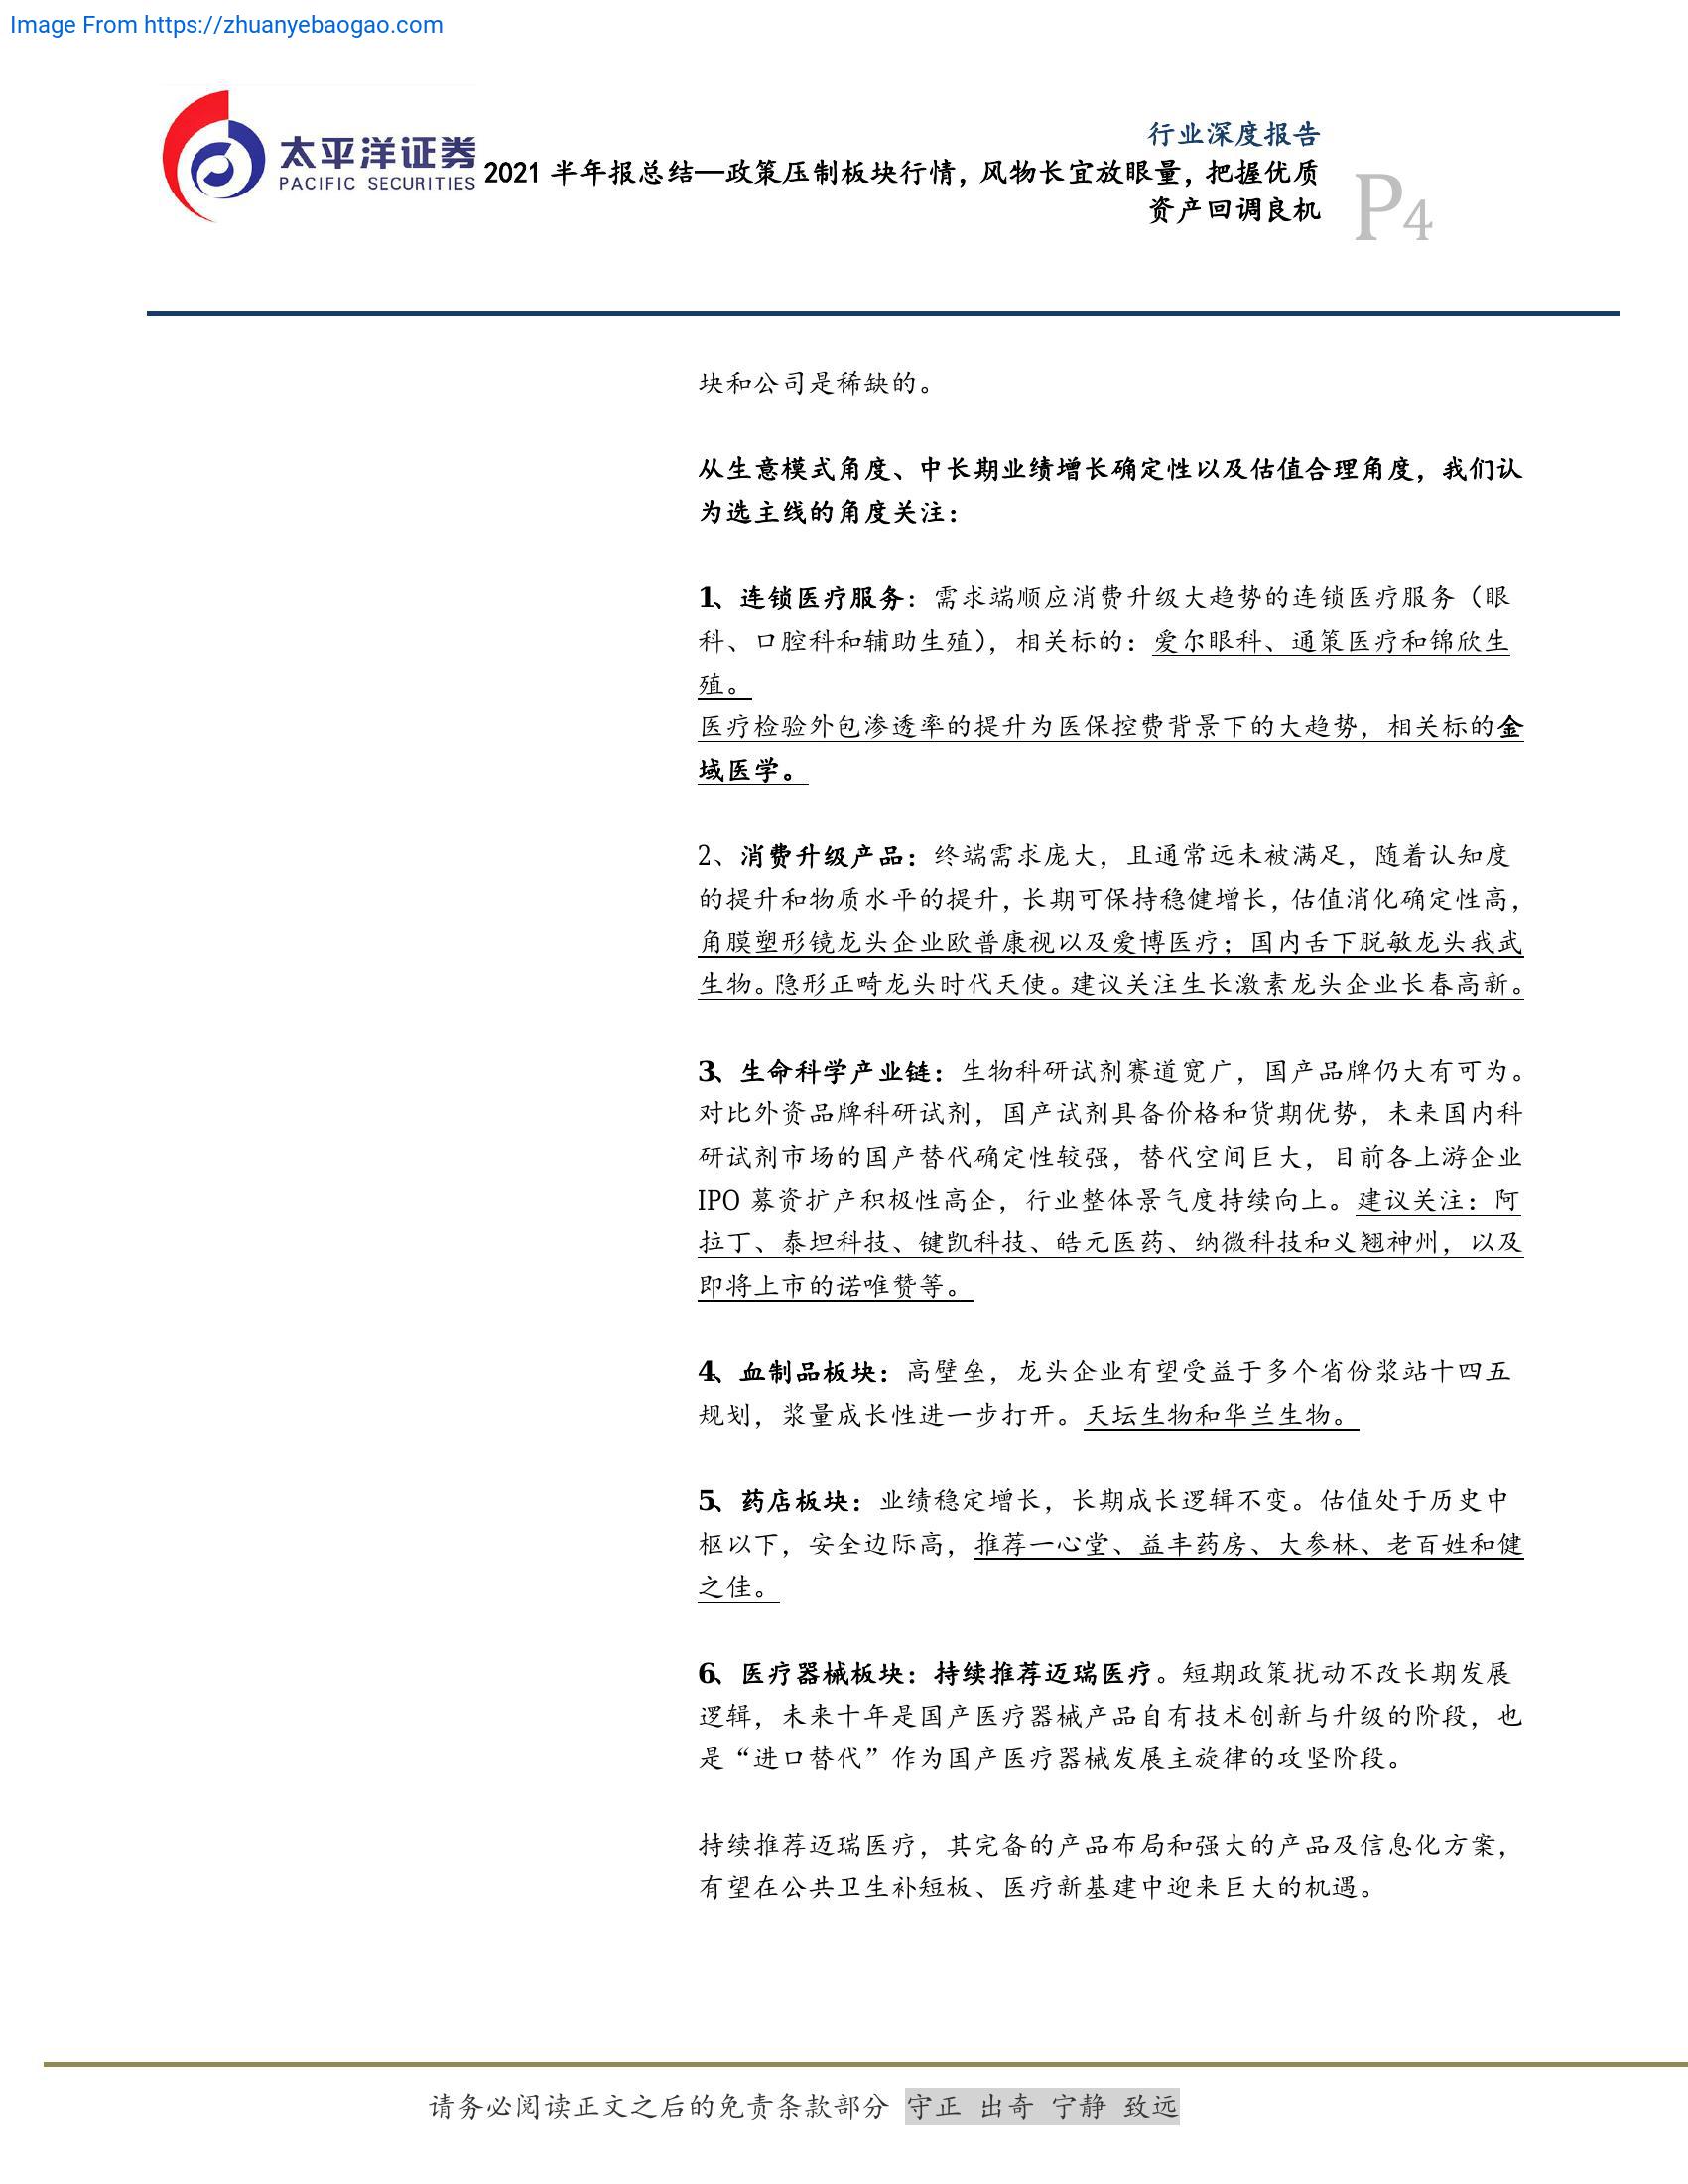 Image From https://zhuanyebaogao.com
行业深度报告
太平洋证券
PACIFIC SECURITIES
2021 半年报总结—政策压制板块行情，风物长宜放眼量，把握优质
资产回调良机
P4
块和公司是稀缺的。
从生意模式角度、中长期业绩增长确定性以及估值合理角度，我们认
为选主线的角度关注：
1、连锁医疗服务：需求端顺应消费升级大趋势的连锁医疗服务（眼
科、口腔科和辅助生殖），相关标的：爱尔眼科、通策医疗和锦欣生
殖。
医疗检验外包渗透率的提升为医保控费背景下的大趋势，相关标的金
域医学。
2、消费升级产品：终端需求庞大，且通常远未被满足，随着认知度
的提升和物质水平的提升，长期可保持稳健增长，估值消化确定性高，
角膜塑形镜龙头企业欧普康视以及爱博医疗；国内舌下脱敏龙头我武
生物。隐形正畸龙头时代天使。建议关注生长激素龙头企业长春高新。
3、生命科学产业链：生物科研试剂赛道宽广，国产品牌仍大有可为。
对比外资品牌科研试剂，国产试剂具备价格和货期优势，未来国内科
研试剂市场的国产替代确定性较强，替代空间巨大，目前各上游企业
IPO 募资扩产积极性高企，行业整体景气度持续向上。建议关注：阿
拉丁、泰坦科技、键凯科技、皓元医药、纳微科技和义翘神州，以及
即将上市的诺唯赞等。
4、血制品板块：高壁垒，龙头企业有望受益于多个省份浆站十四五
规划，浆量成长性进一步打开。天坛生物和华兰生物。
5、药店板块：业绩稳定增长，长期成长逻辑不变。估值处于历史中
枢以下，安全边际高，推荐一心堂、益丰药房、大参林、老百姓和健
之佳。
6、医疗器械板块：持续推荐迈瑞医疗。短期政策扰动不改长期发展
逻辑，未来十年是国产医疗器械产品自有技术创新与升级的阶段，也
是“进口替代”作为国产医疗器械发展主旋律的攻坚阶段。
持续推荐迈瑞医疗，其完备的产品布局和强大的产品及信息化方案，
有望在公共卫生补短板、医疗新基建中迎来巨大的机遇。
请务必阅读正文之后的免责条款部分 守正 出奇 宁静 致远